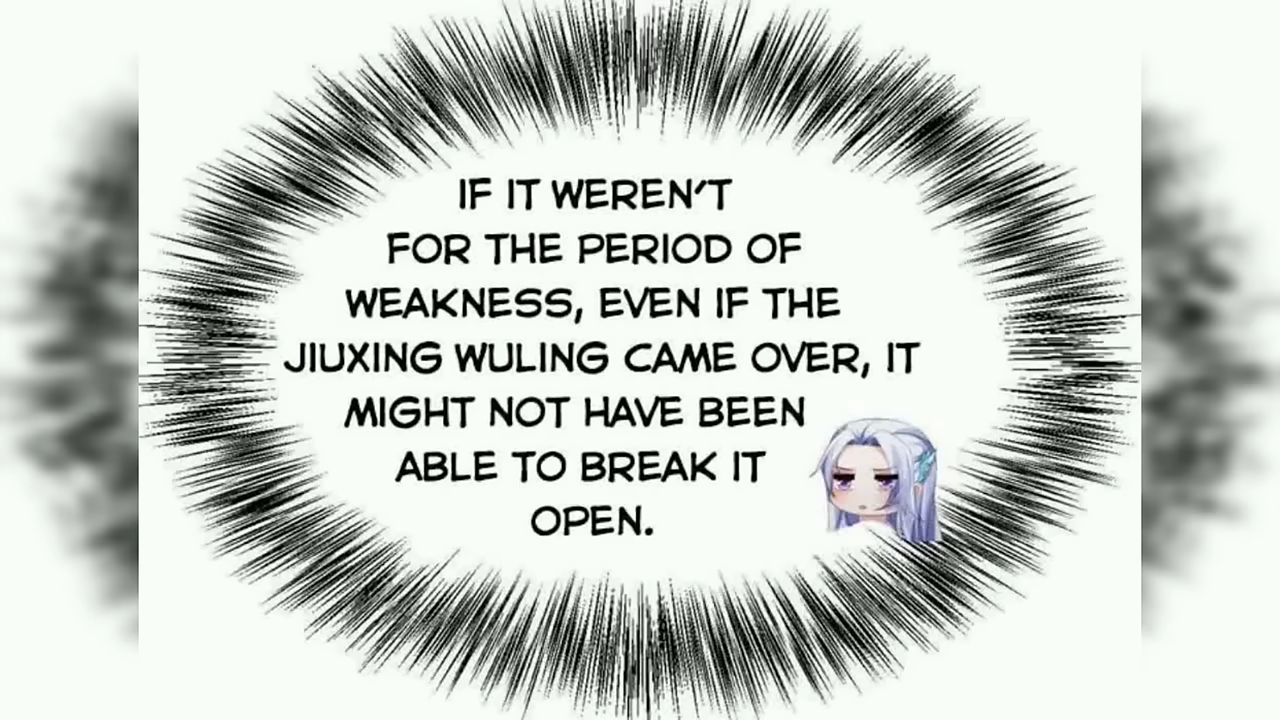 IF IT WEREN'T
FOR THE PERIOD OF
WEAKNESS, EVEN IF THE
JIUXING WULING CAME OVER, IT
MIGHT NOT HAVE BEEN
ABLE TO BREAK IT
OPEN.